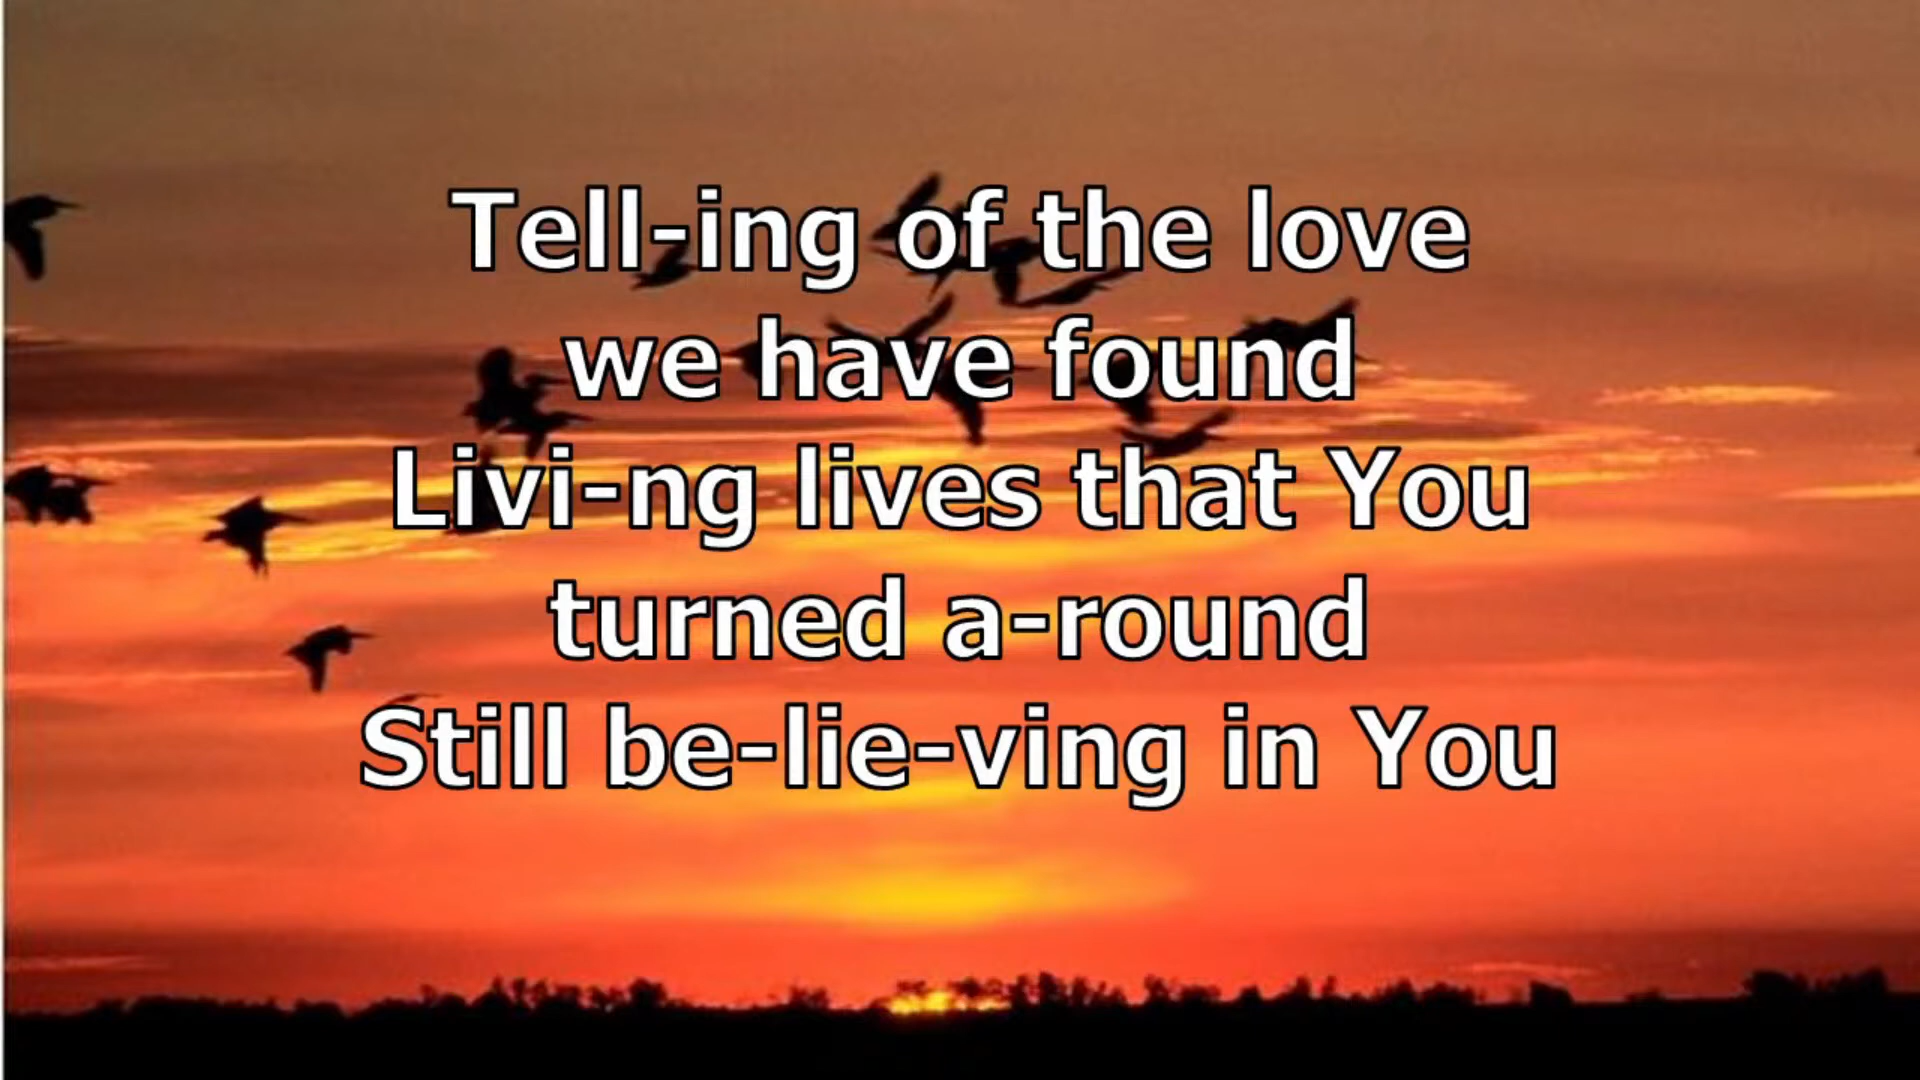 Tell-ing of the love
we have found
Livi-ng lives that You
turned a-round
Still be-lie-ving in You